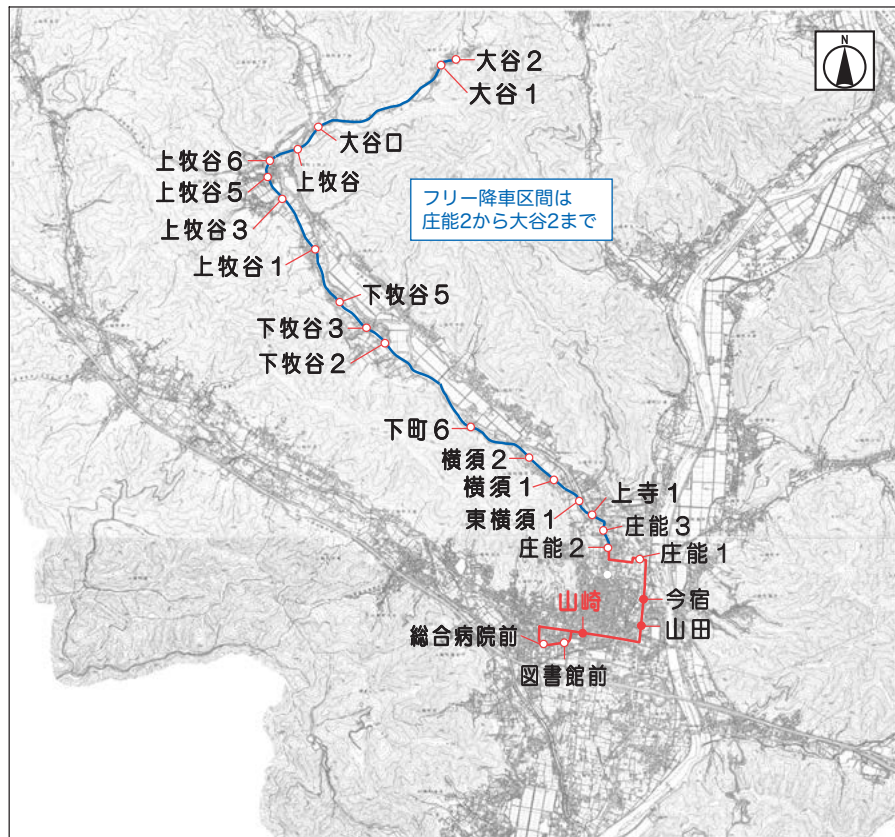 N
大谷2
大谷1
大谷口
上牧谷6
上牧谷
上牧谷5
上牧谷3
フリー降車区間は
庄能2から大谷2まで
上牧谷1
下牧谷5
下牧谷3
下牧谷2
下町6
横須2
横須1
上寺1
東横須1
庄能3
庄能2
庄能1
山崎
今宿
山田
総合病院前
図書館前